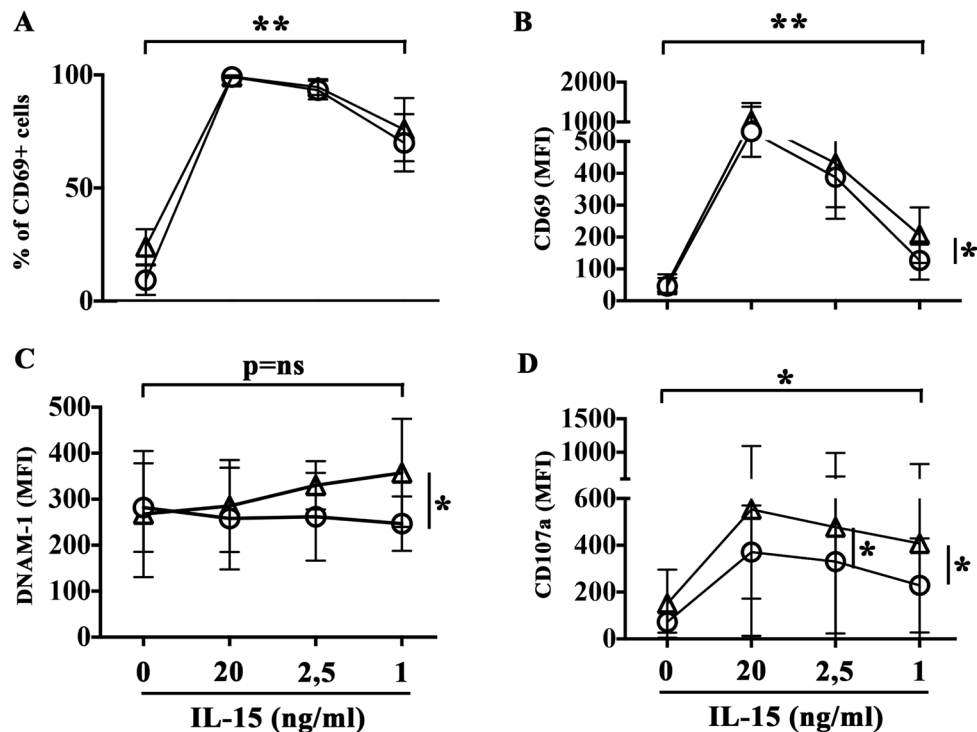 A
**
100
50
0
% of CD69+ cells
B
**
2000
1000
500
400
300
200
100
0
CD69 (MFI)
*
C
p=ns
500
400
300
200
100
0
DNAM-1 (MFI)
*
0 20 2,5 1
IL-15 (ng/ml)
D
*
1500
1000
600
400
200
0
CD107a (MFI)
*
*
0 20 2,5 1
IL-15 (ng/ml)